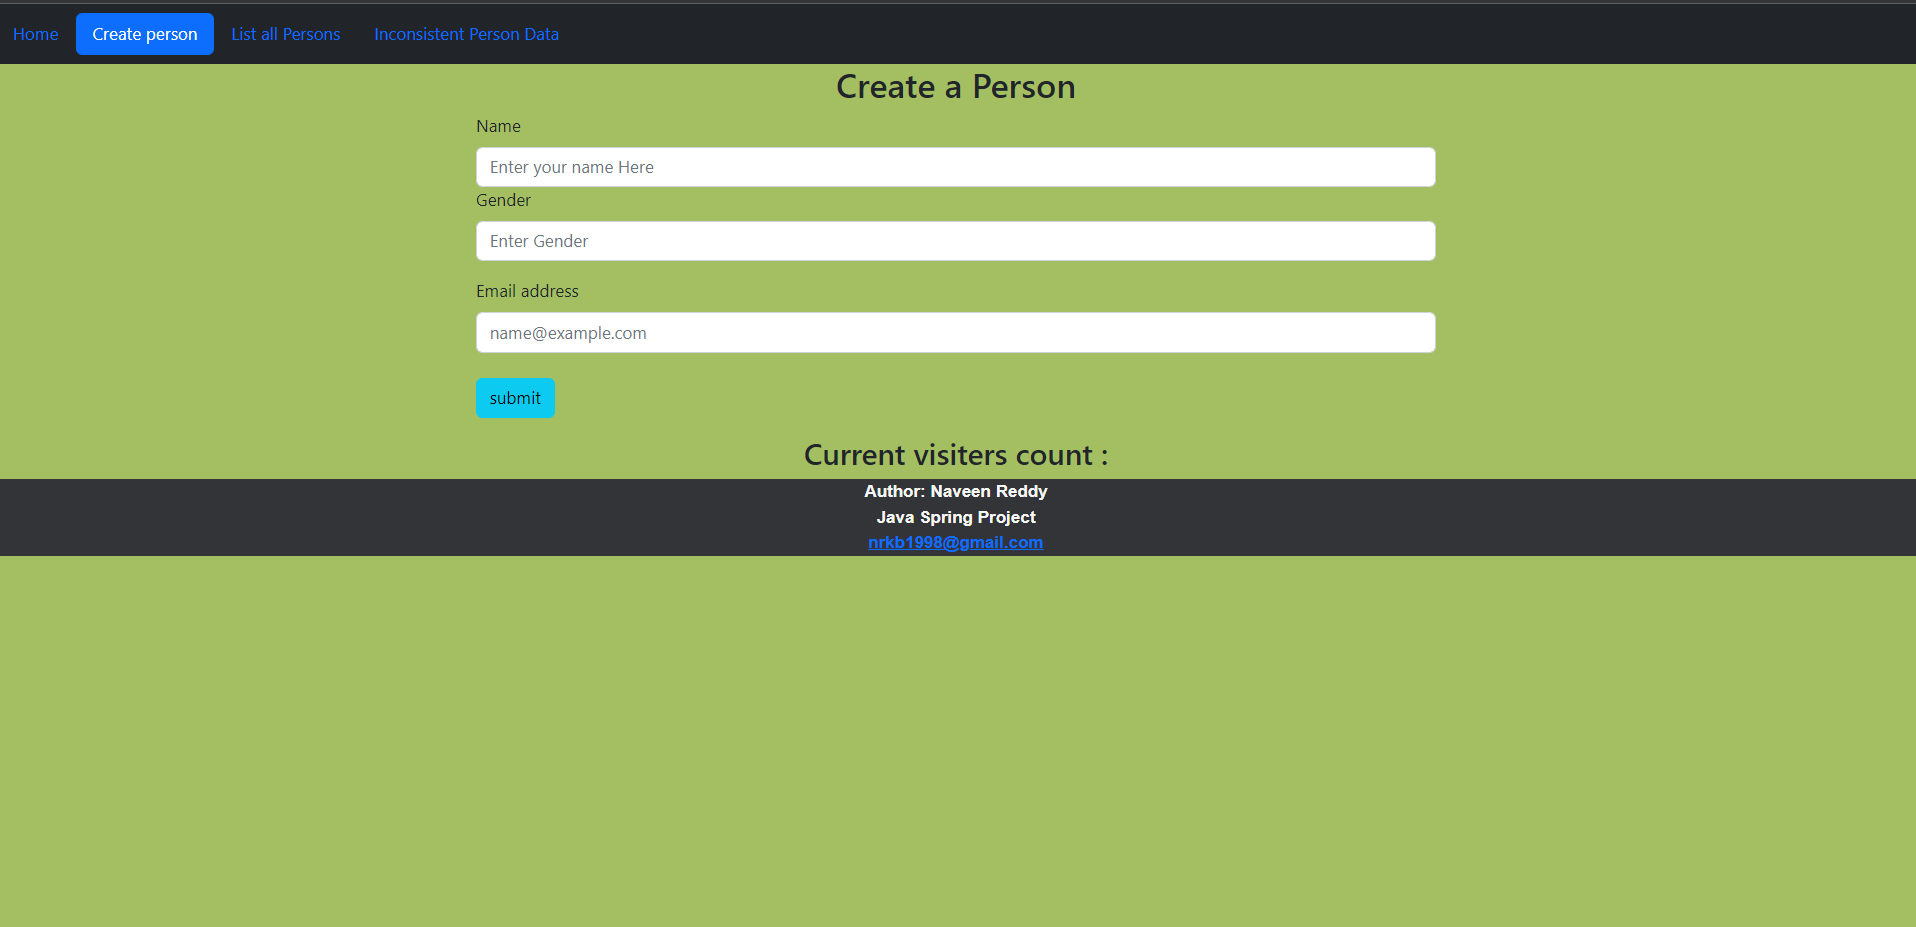 Home Create person List all Persons Inconsistent Person Data
Create a Person
Name
Enter your name Here
Gender
Enter Gender
Email address
name@example.com
submit
Current visiters count :
Author: Naveen Reddy
Java Spring Project
nrkb1998@gmail.com